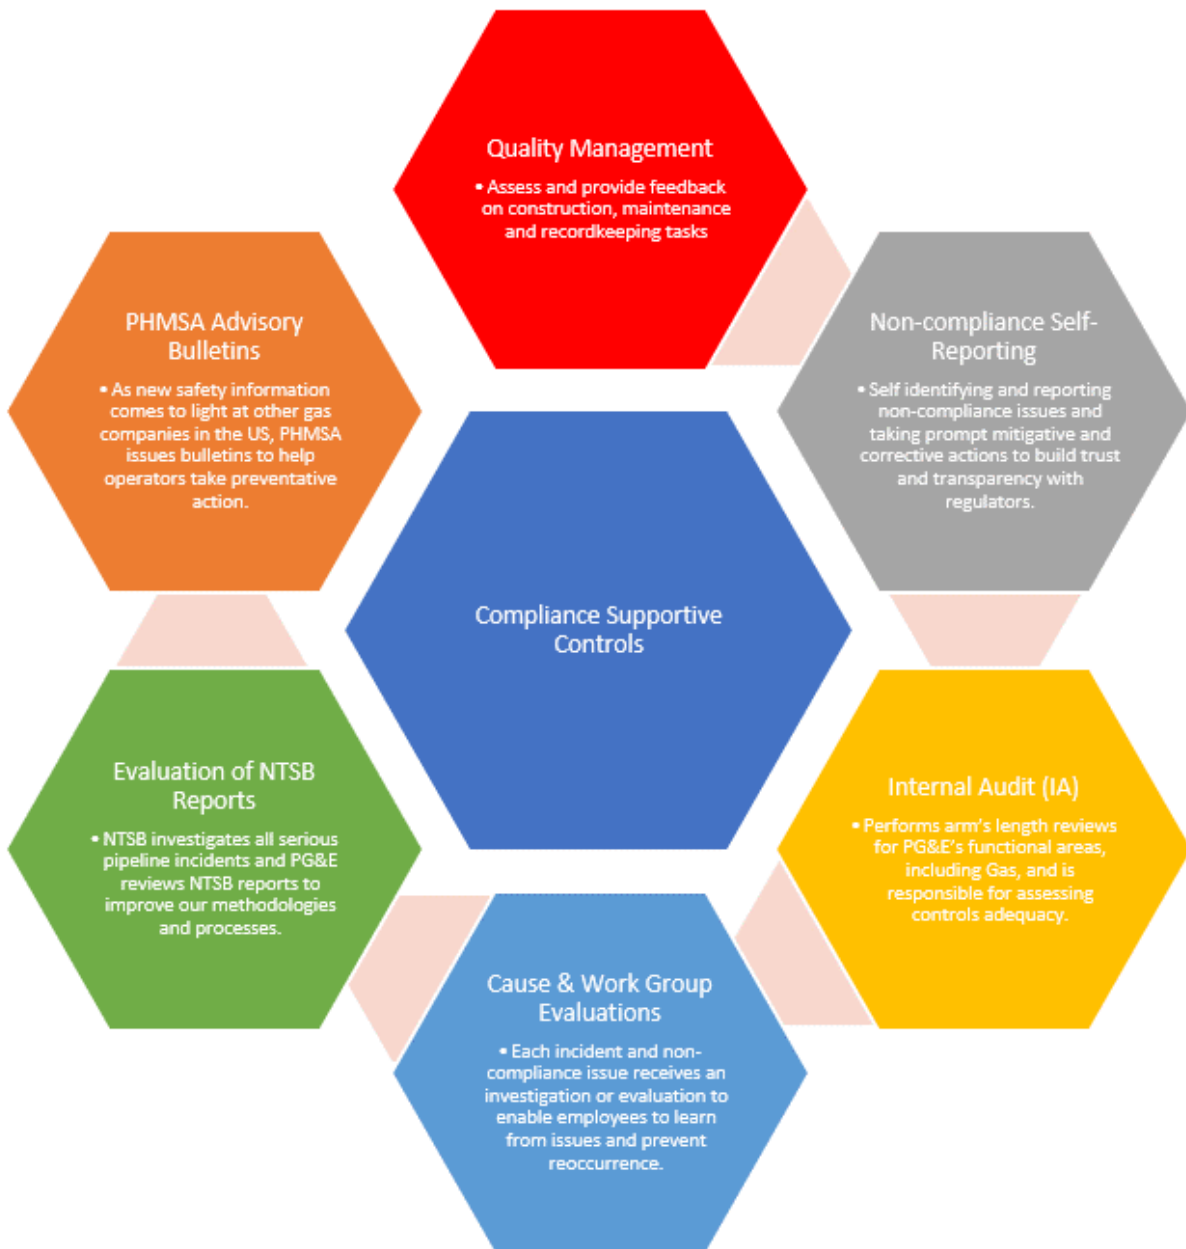 Quality Management
• Assess and provide feedback
on construction, maintenance
and recordkeeping tasks
PHMSA Advisory
Bulletins
• As new safety information
comes to light at other gas
companies in the US, PHMSA
issues bulletins to help
operators take preventative
action.
Non-compliance Self-
Reporting
• Self identifying and reporting
non-compliance issues and
taking prompt mitigative and
corrective actions to build trust
and transparency with
regulators.
Compliance Supportive
Controls
Evaluation of NTSB
Reports
• NTSB investigates all serious
pipeline incidents and PG&E
reviews NTSB reports to
improve our methodologies
and processes.
Internal Audit (IA)
• Performs arm's length reviews
for PG&E's functional areas,
including Gas, and is
responsible for assessing
controls adequacy.
Cause & Work Group
Evaluations
• Each incident and non-
compliance issue receives an
investigation or evaluation to
enable employees to learn
from issues and prevent
reoccurrence.